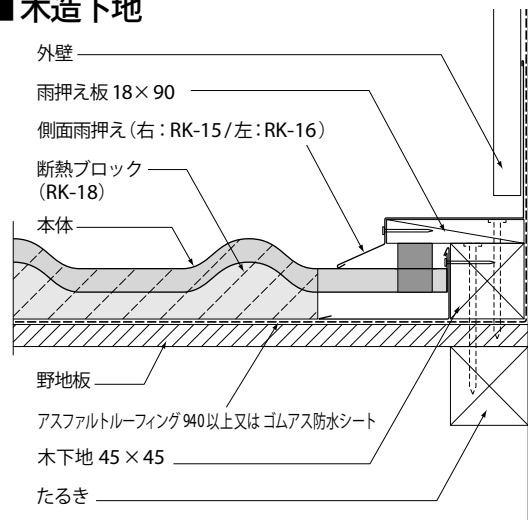 ■木造下地
外壁
雨押え板 18×90
側面雨押え（右：RK-15/左：RK-16）
断熱ブロック
(RK-18)
本体
野地板
アスファルトルーフィング940以上又はゴムアス防水シート
木下地 45×45
たるき